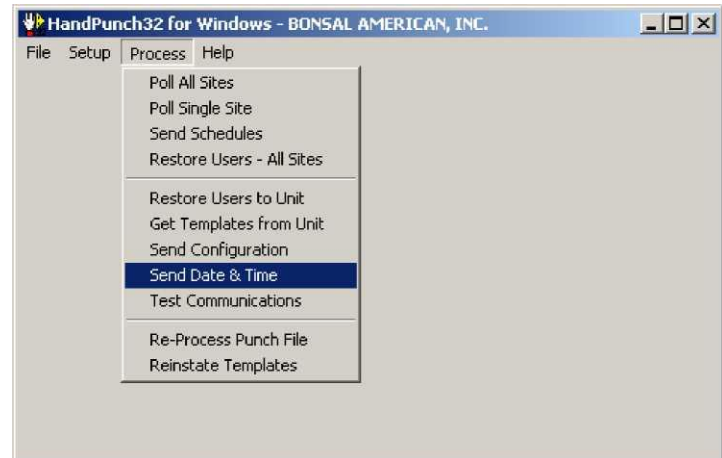 HandPunch32 for Windows - BONSAL AMERICAN, INC.
File Setup Process Help
Poll All Sites
Poll Single Site
Send Schedules
Restore Users - All Sites
Restore Users to Unit
Get Templates from Unit
Send Configuration
Send Date & Time
Test Communications
Re-Process Punch File
Reinstate Templates